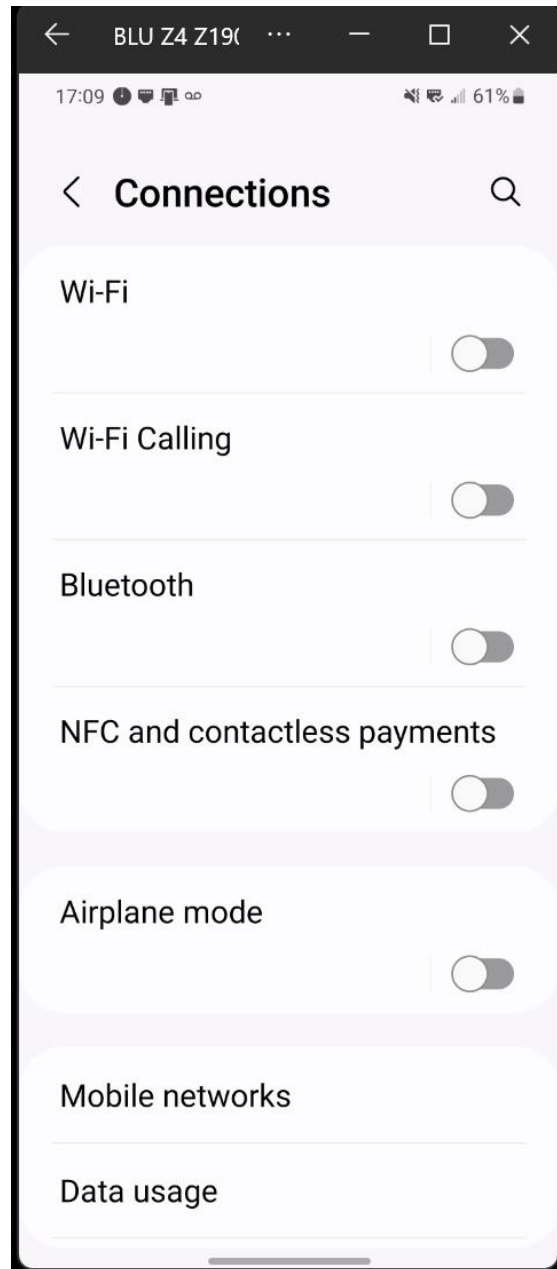 BLU Z4 Z190 ...
17:09 61%
Connections
Wi-Fi
Wi-Fi Calling
Bluetooth
NFC and contactless payments
Airplane mode
Mobile networks
Data usage